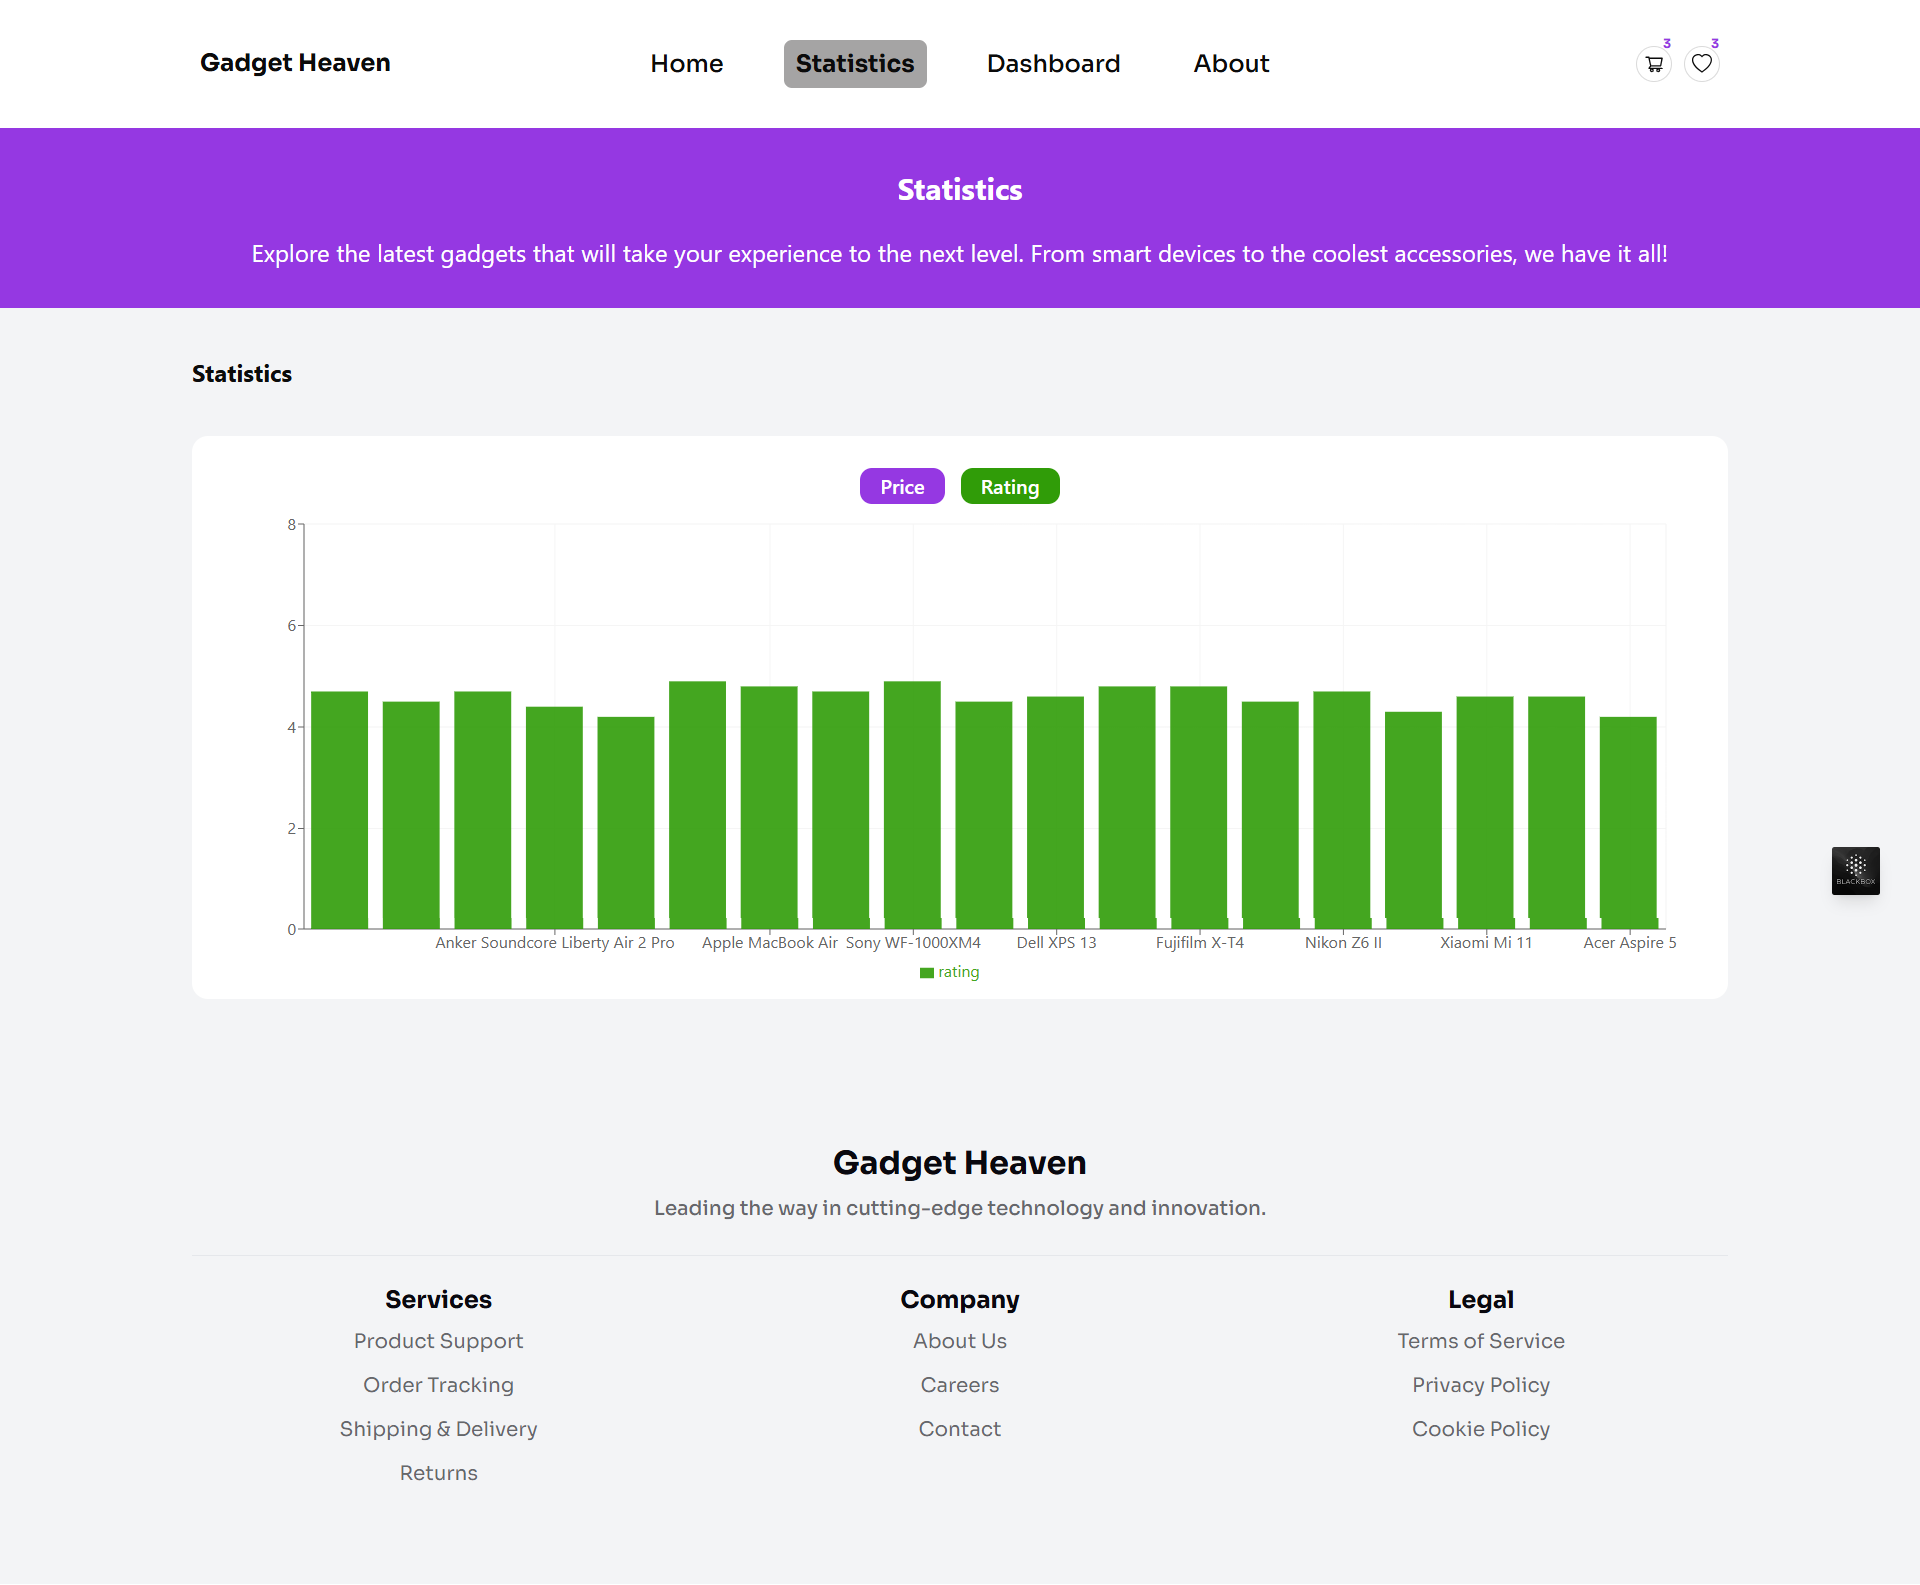 Gadget Heaven
Home
Statistics
Dashboard
About
3
3
Statistics
Explore the latest gadgets that will take your experience to the next level. From smart devices to the coolest accessories, we have it all!
Statistics
Price
Rating
8
6
4
2
0
Anker Soundcore Liberty Air 2 Pro
Apple MacBook Air
Sony WF-1000XM4
Dell XPS 13
Fujifilm X-T4
Nikon Z6 II
Xiaomi Mi 11
Acer Aspire 5
rating
BLACKBOX
Gadget Heaven
Leading the way in cutting-edge technology and innovation.
Services
Product Support
Order Tracking
Shipping & Delivery
Returns
Company
About Us
Careers
Contact
Legal
Terms of Service
Privacy Policy
Cookie Policy